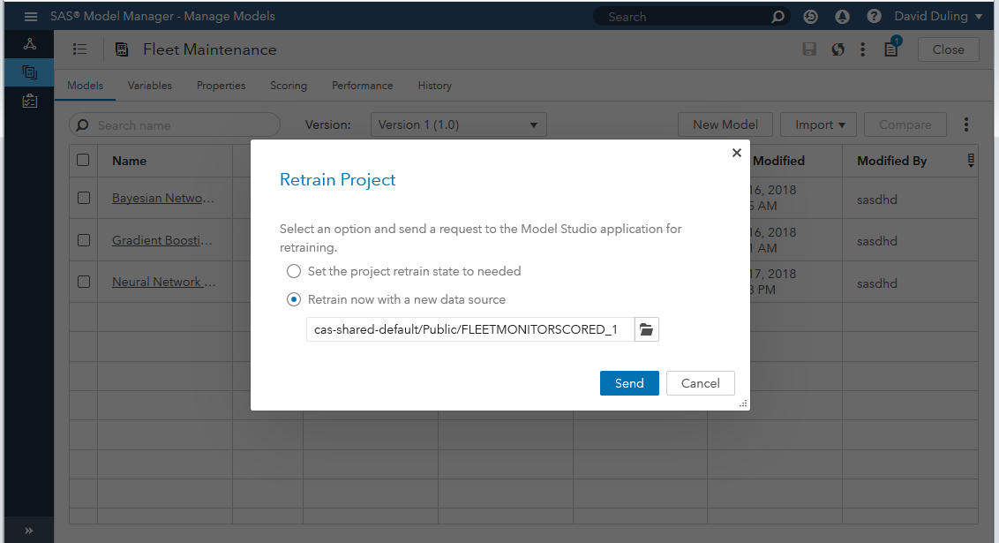 SAS® Model Manager - Manage Models
Search
David Duling
Fleet Maintenance
1
Close
Models
Variables
Properties
Scoring
Performance
History
Search name
Version:
Version 1 (1.0)
New Model
Import
Compare
Name
Modified
Modified By
Bayesian Netwo...
16, 2018
5 AM
sasdhd
Gradient Boosti...
16, 2018
1 AM
sasdhd
Neural Network ...
17, 2018
3 PM
sasdhd
Retrain Project
Select an option and send a request to the Model Studio application for
retraining.
Set the project retrain state to needed
Retrain now with a new data source
cas-shared-default/Public/FLEETMONITORSCORED_1
Send
Cancel